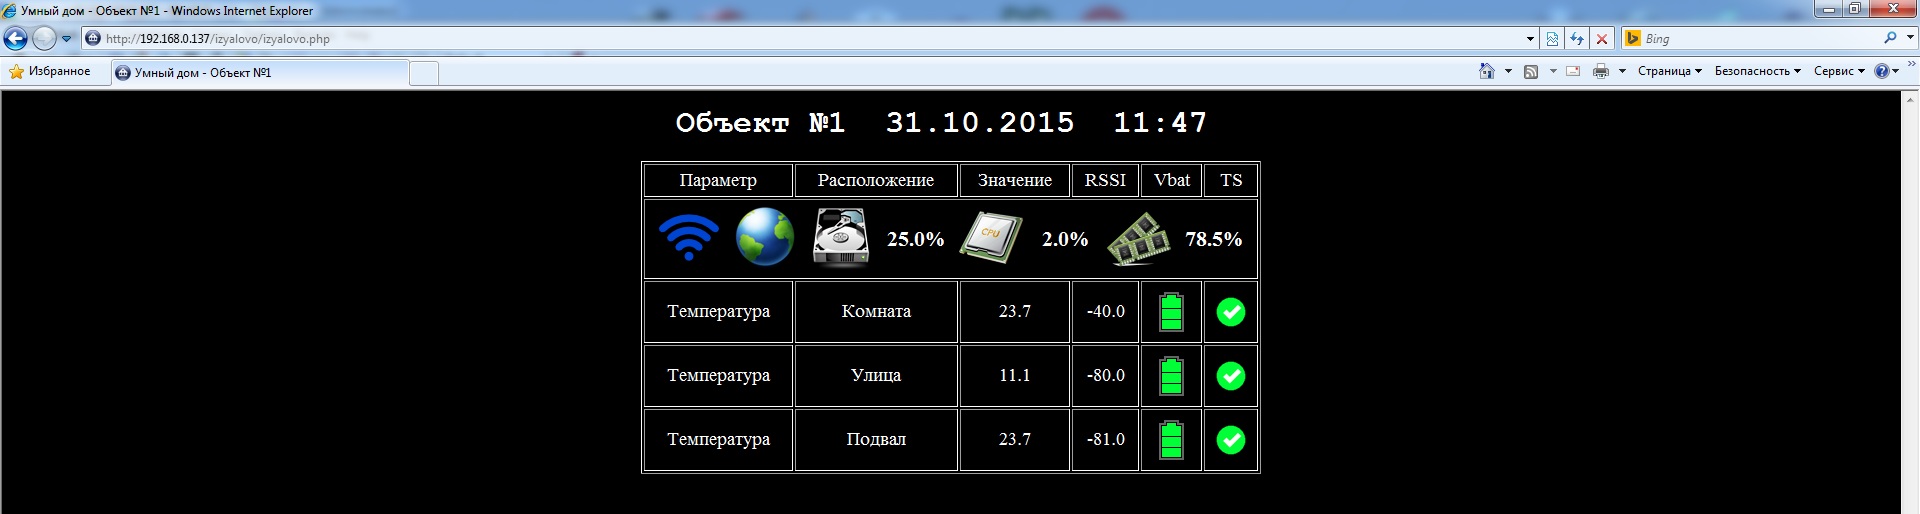 Умный дом - Объект №1 - Windows Internet Explorer
http://192.168.0.137/izyalovo/izyalovo.php
Bing
Избранное
Умный дом - Объект №1
Страница
Безопасность
Сервис
Объект №1 31.10.2015 11:47
Параметр Расположение Значение RSSI Vbat TS
25.0% CPU 2.0% 78.5%
Температура Комната 23.7 -40.0
Температура Улица 11.1 -80.0
Температура Подвал 23.7 -81.0